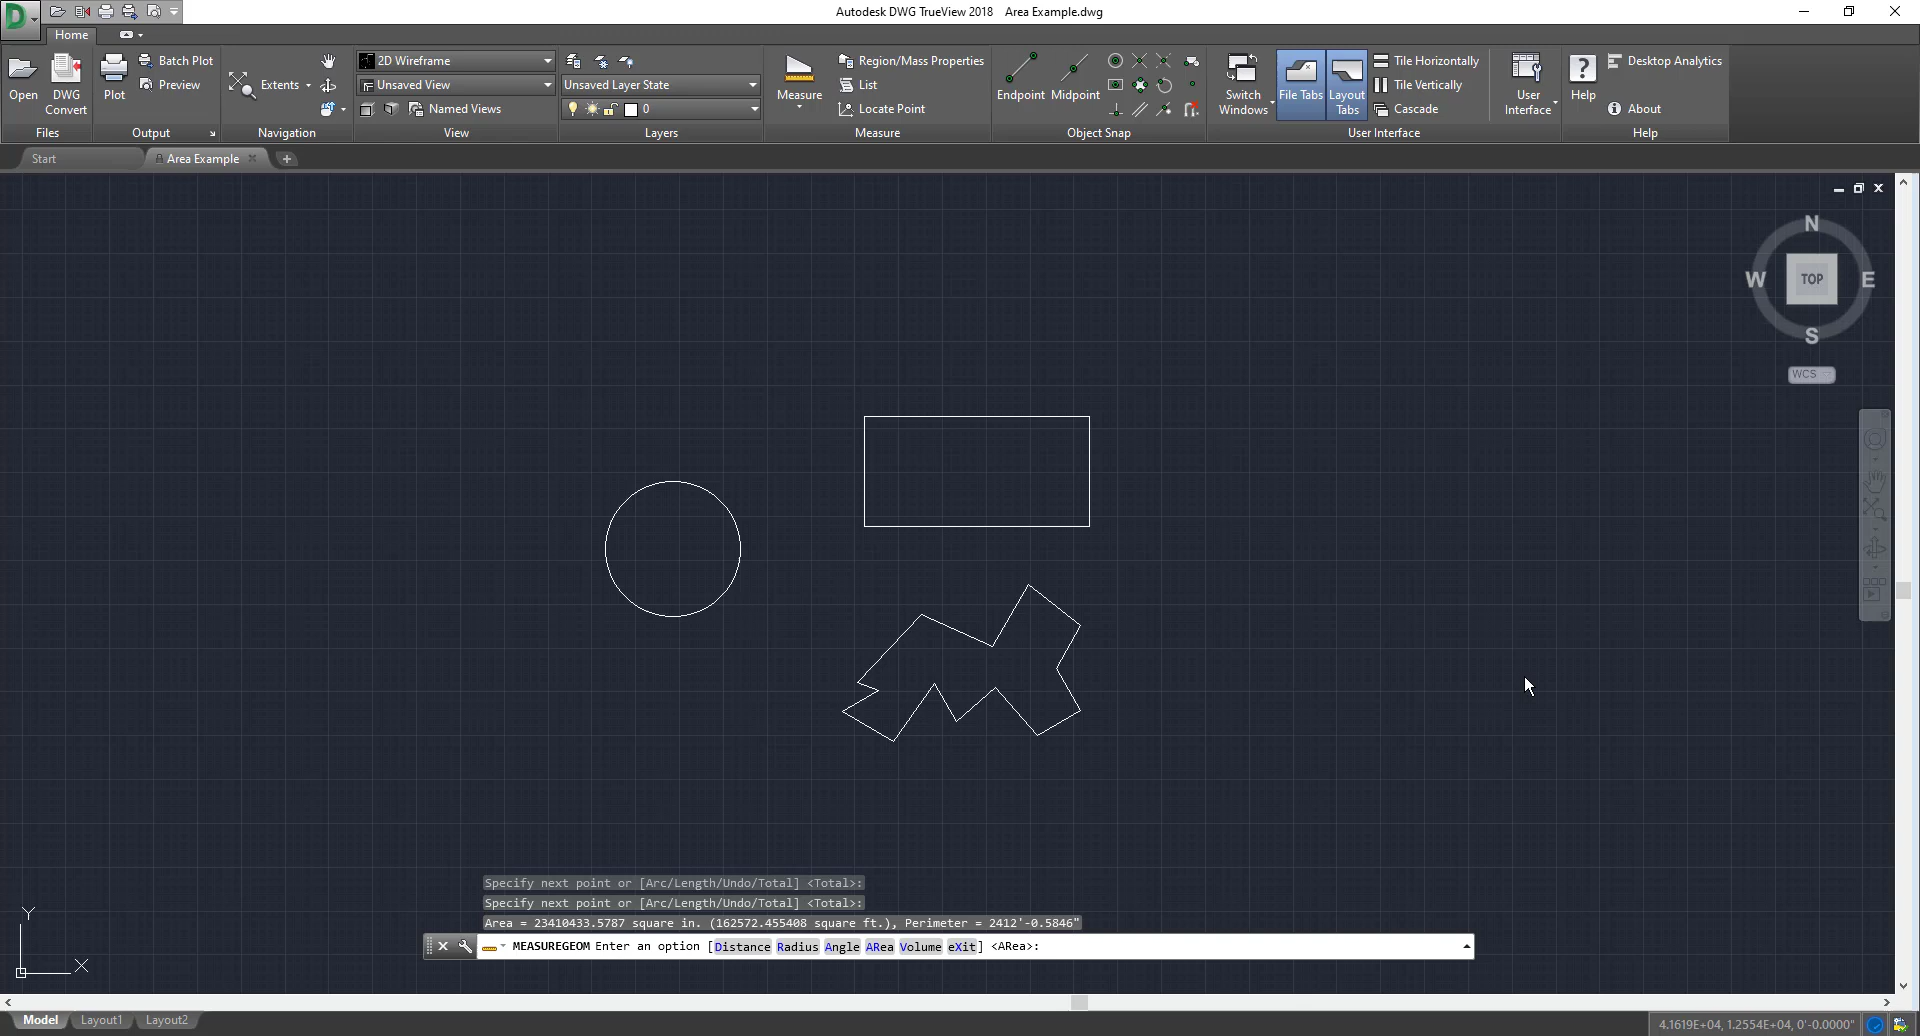 Autodesk DWG TrueView 2018 Area Example.dwg
Home
Open
DWG Convert
Files
Plot
Batch Plot
Preview
Output
Extents
Navigation
2D Wireframe
Unsaved View
Named Views
View
Unsaved Layer State
0
Layers
Measure
Region/Mass Properties
List
Locate Point
Measure
Endpoint
Midpoint
Object Snap
Switch Windows
File Tabs
Layout Tabs
Tile Horizontally
Tile Vertically
Cascade
User Interface
User Interface
Help
Desktop Analytics
About
Help
Start
Area Example
N
W
TOP
E
S
WCS
Specify next point or [Arc/Length/Undo/Total] <Total>:
Specify next point or [Arc/Length/Undo/Total] <Total>:
Area = 23410433.5787 square in. (162572.455408 square ft.), Perimeter = 2412'-0.5846"
MEASUREGEOM Enter an option [Distance Radius Angle ARea Volume eXit] <ARea>:
Y
X
Model
Layout1
Layout2
4.1619E+04, 1.2554E+04, 0'-0.0000"